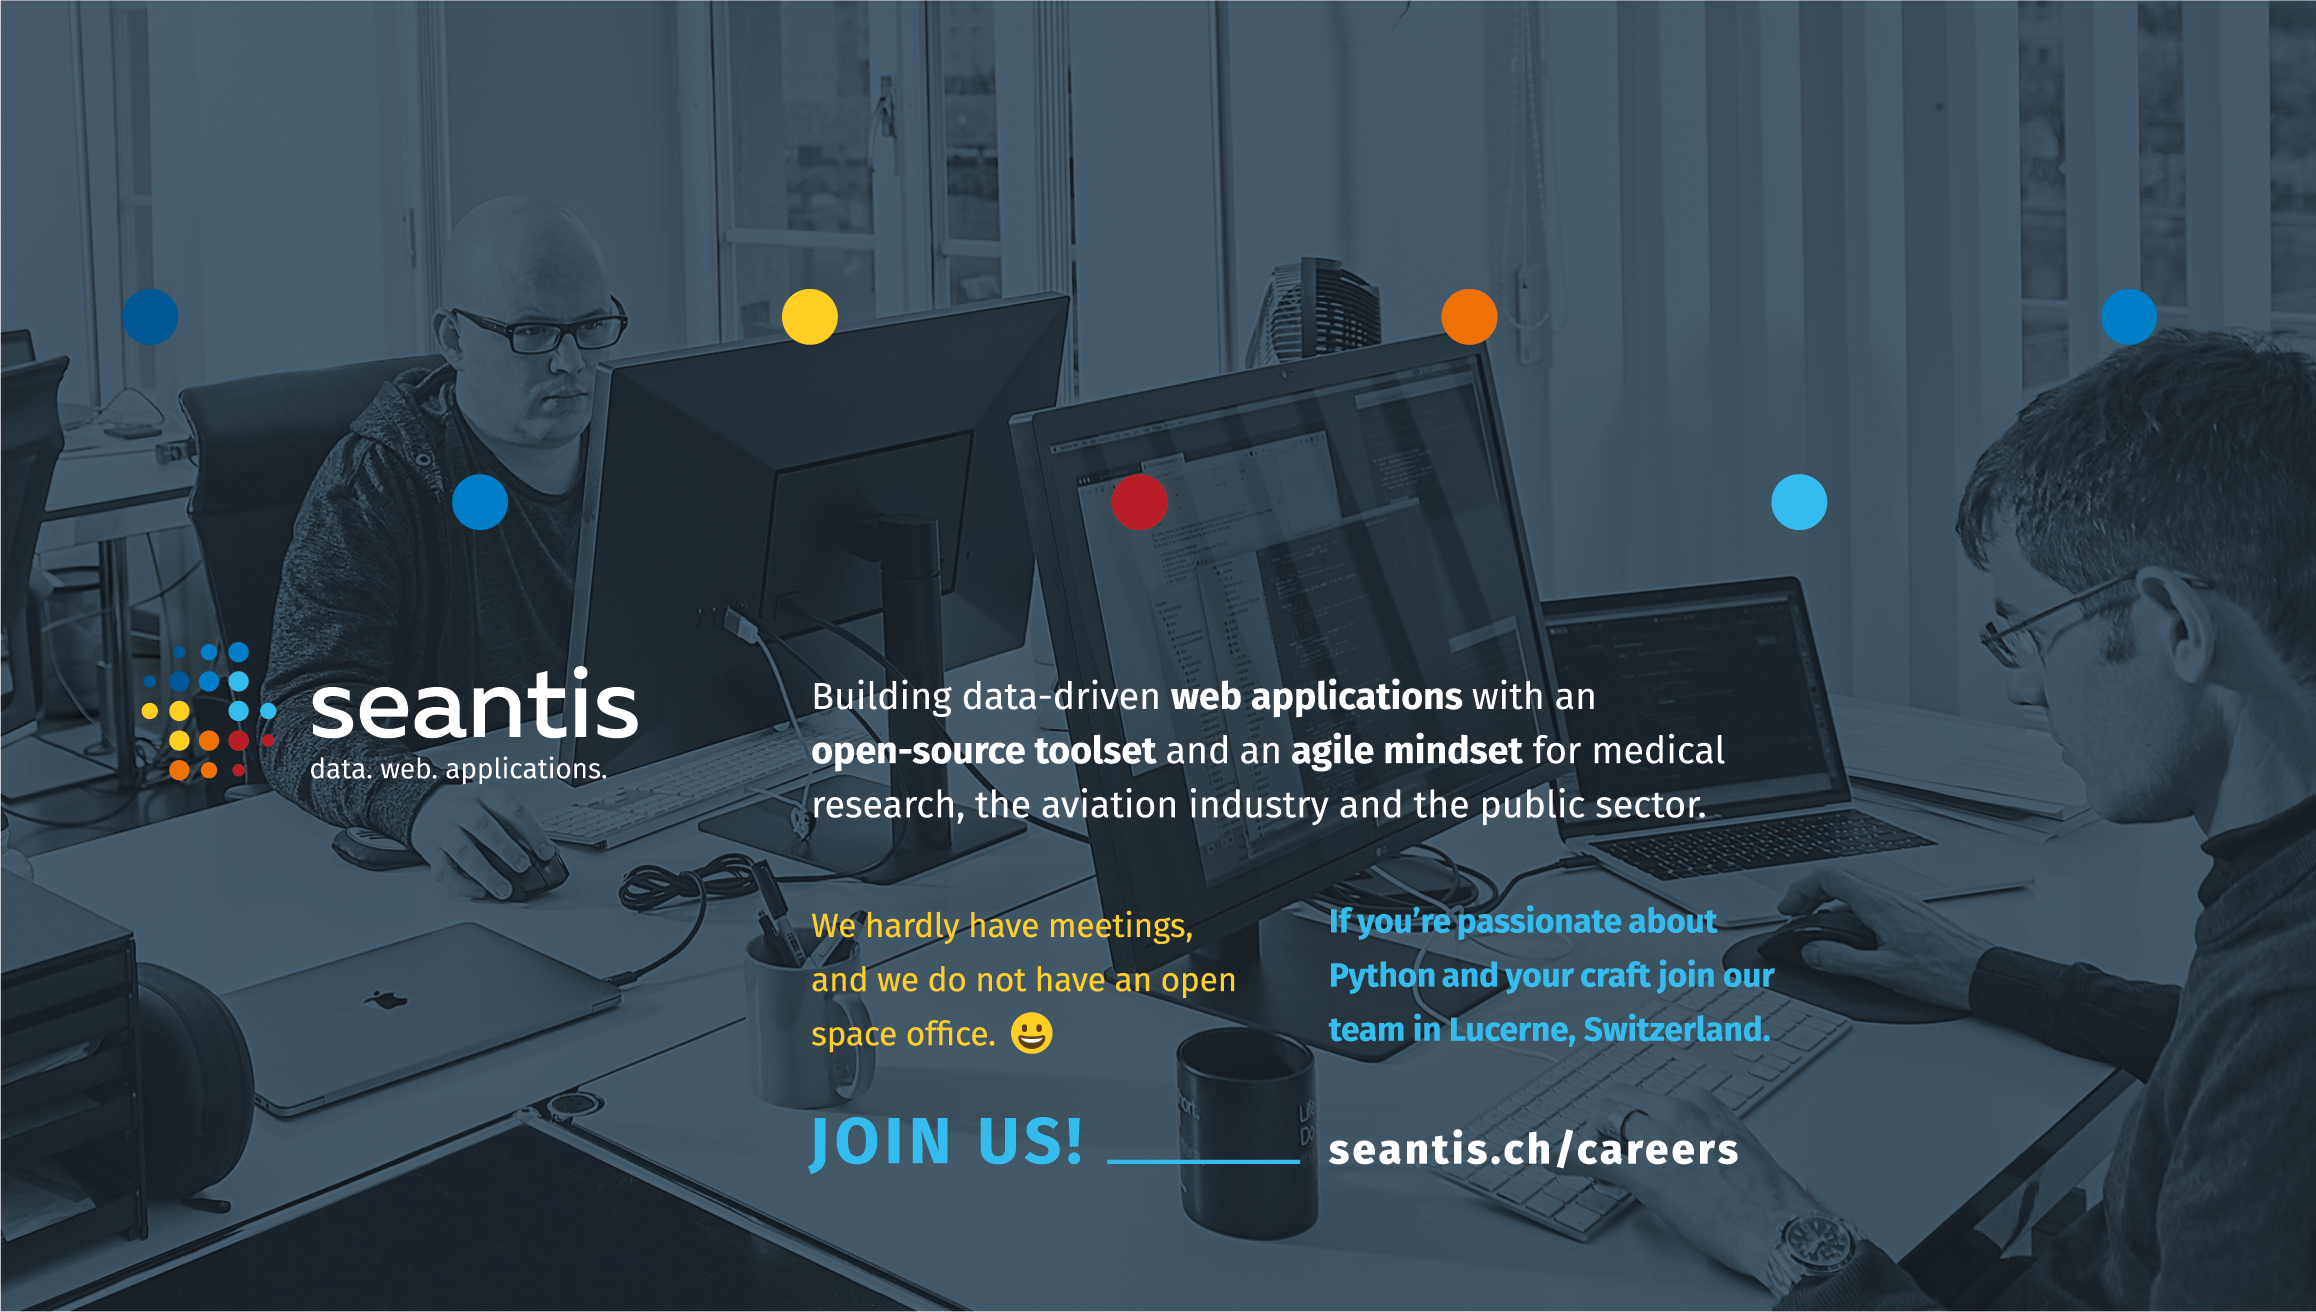 seantis
data. web. applications.
Building data-driven web applications with an
open-source toolset and an agile mindset for medical
research, the aviation industry and the public sector.
We hardly have meetings,
and we do not have an open
space office. 😀
If you’re passionate about
Python and your craft join our
team in Lucerne, Switzerland.
JOIN US!
seantis.ch/careers